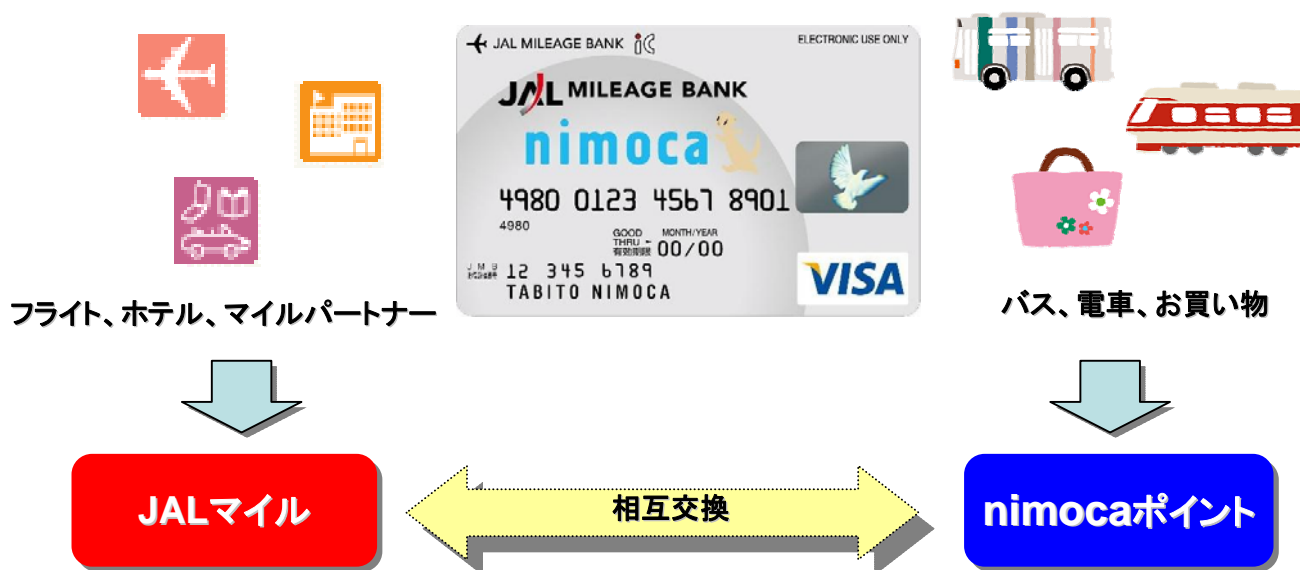 JAL MILEAGE BANK iC
ELECTRONIC USE ONLY
JAL MILEAGE BANK
nimoca
4980 0123 4567 8901
4980
GOOD THRU
有効期限
MONTH/YEAR
00/00
JMB
12 345 6789
TABITO NIMOCA
VISA
フライト、ホテル、マイルパートナー
バス、電車、お買い物
JALマイル
相互交換
nimocaポイント